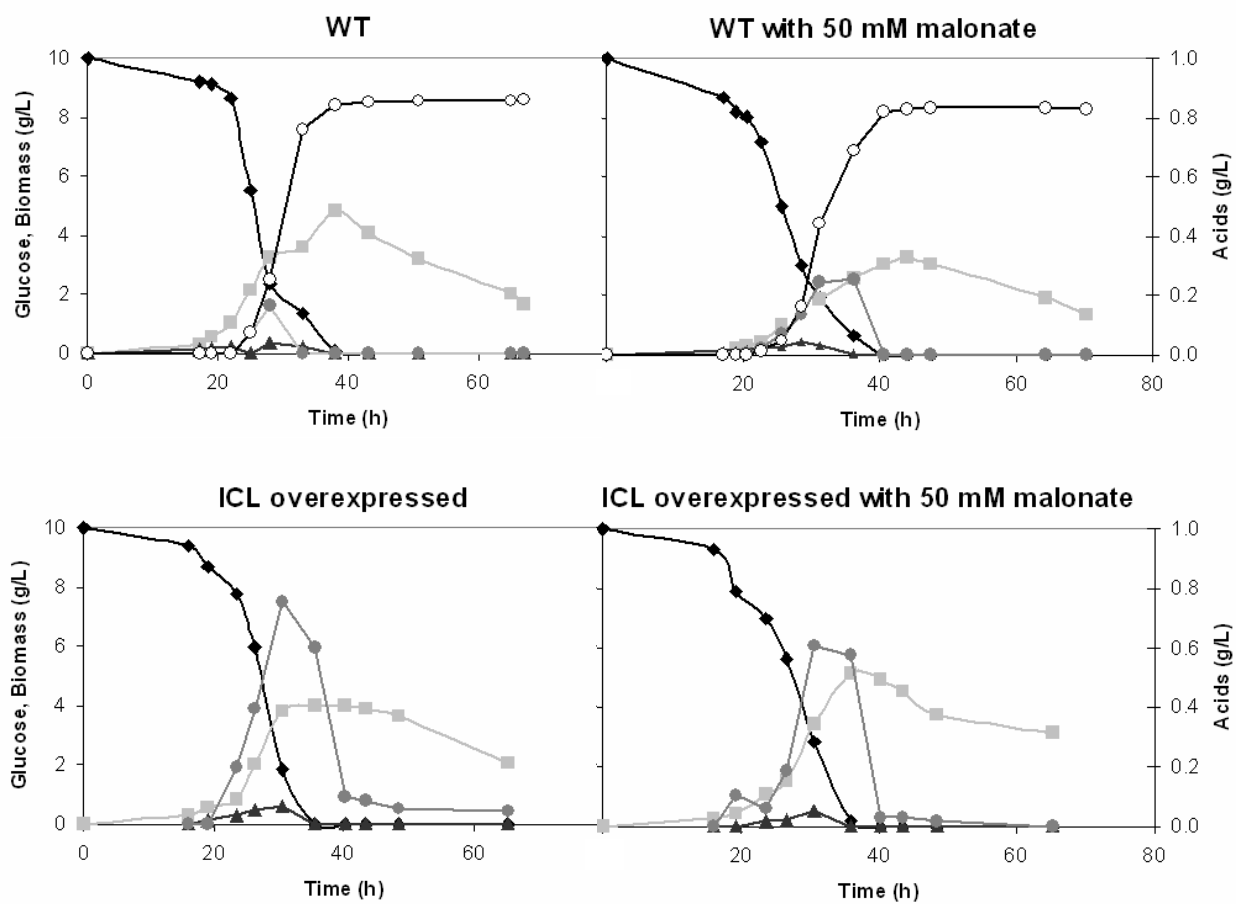 WT
WT with 50 mM malonate
10
8
6
4
2
0
Glucose, Biomass (g/L)
0 20 40 60
Time (h)
1.0
0.8
0.6
0.4
0.2
0.0
Acids (g/L)
20 40 60 80
Time (h)
ICL overexpressed
ICL overexpressed with 50 mM malonate
10
8
6
4
2
0
Glucose, Biomass (g/L)
0 20 40 60
Time (h)
1.0
0.8
0.6
0.4
0.2
0.0
Acids (g/L)
20 40 60 80
Time (h)